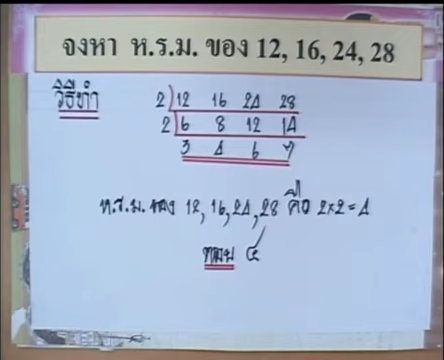 จงหา ห.ร.ม. ของ 12, 16, 24, 28
วิธีทำ
2) 12 16 24 28
2) 6 8 12 14
3 4 6 7
ห.ร.ม. ของ 12, 16, 24, 28 คือ 2×2 = 4
ตอบ ๔